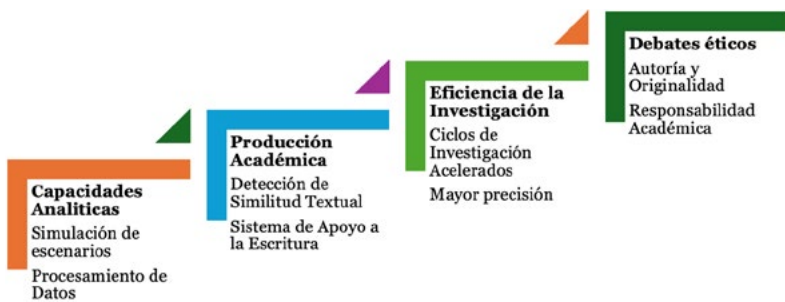 Capacidades
Analiticas
Simulación de
escenarios
Procesamiento de
Datos
Producción
Académica
Detección de
Similitud Textual
Sistema de Apoyo a
la Escritura
Eficiencia de la
Investigación
Ciclos de
Investigación
Acelerados
Mayor precisión
Debates éticos
Autoría y
Originalidad
Responsabilidad
Académica